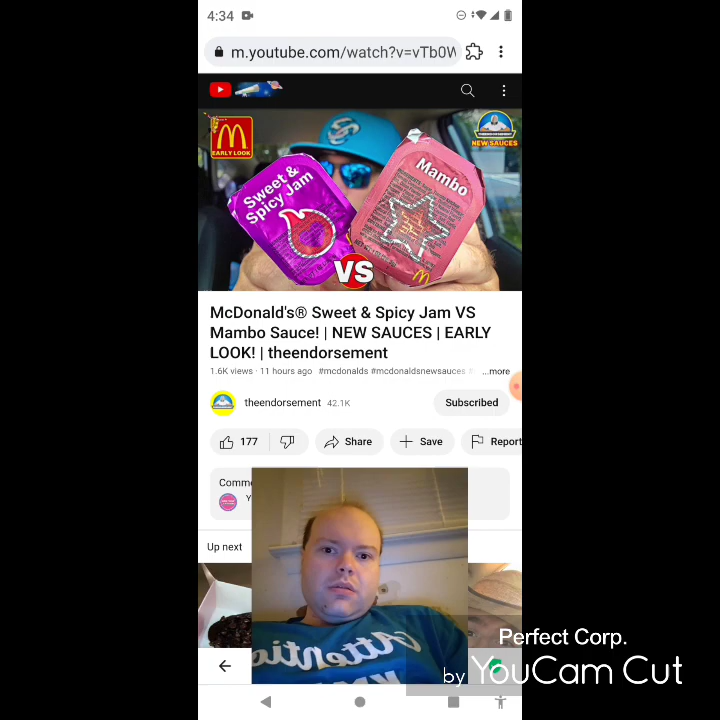 4:34
m.youtube.com/watch?v=vTb0W
EARLY LOOK
NEW SAUCES
Sweet &
Spicy Jam
Mambo
VS
McDonald's® Sweet & Spicy Jam VS
Mambo Sauce! | NEW SAUCES | EARLY
LOOK! | theendorsement
1.6K views · 11 hours ago #mcdonalds #mcdonaldsnewsauces # ...more
theendorsement 42.1K Subscribed
177 Share Save Report
Comme
Y
Up next
Attentio
Perfect Corp.
by YouCam Cut